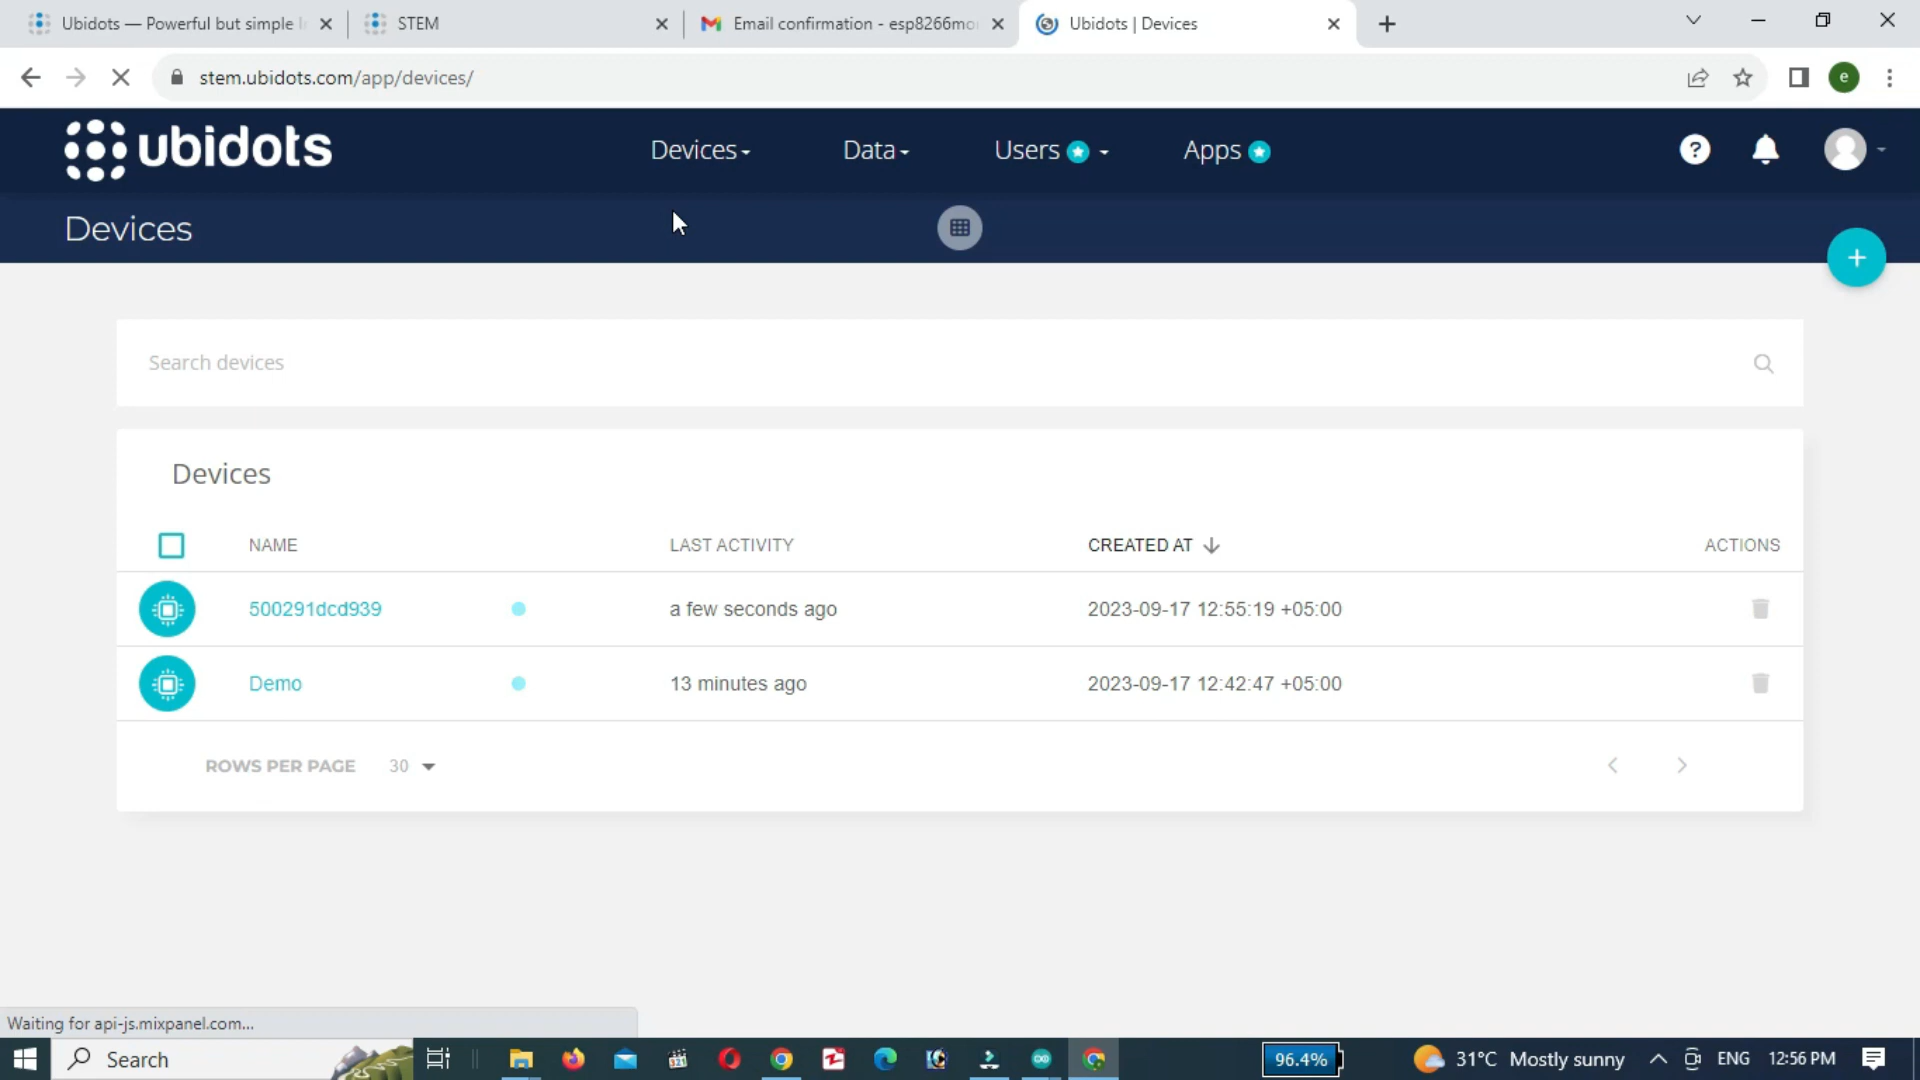 Ubidots — Powerful but simple I
STEM
Email confirmation - esp8266mo
Ubidots | Devices
stem.ubidots.com/app/devices/
e
ubidots
Devices
Data
Users
Apps
?
Devices
+
Search devices
Devices
NAME
LAST ACTIVITY
CREATED AT
ACTIONS
500291dcd939
a few seconds ago
2023-09-17 12:55:19 +05:00
Demo
13 minutes ago
2023-09-17 12:42:47 +05:00
ROWS PER PAGE
30
Waiting for api-js.mixpanel.com...
Search
96.4%
31°C Mostly sunny
ENG
12:56 PM